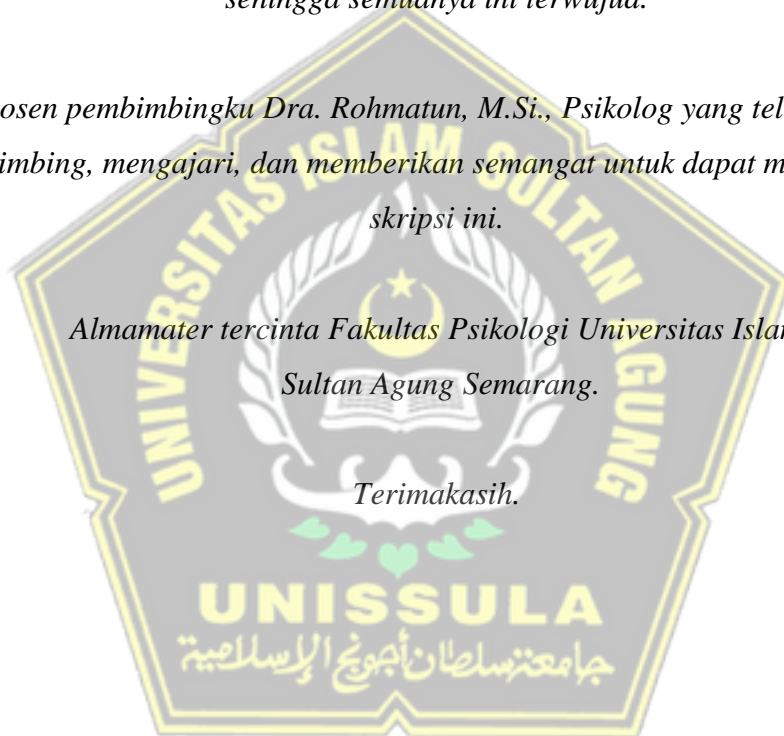 sehingga semuanya ini terwujud.
osen pembimbingku Dra. Rohmatun, M.Si., Psikolog yang tel
imbing, mengajari, dan memberikan semangat untuk dapat m
skripsi ini.
Almamater tercinta Fakultas Psikologi Universitas Isla
Sultan Agung Semarang.
Terimakasih.
UNIVERSITAS ISLAM SULTAN AGUNG
UNISSULA
جامعة سلطان أجونج الإسلامية